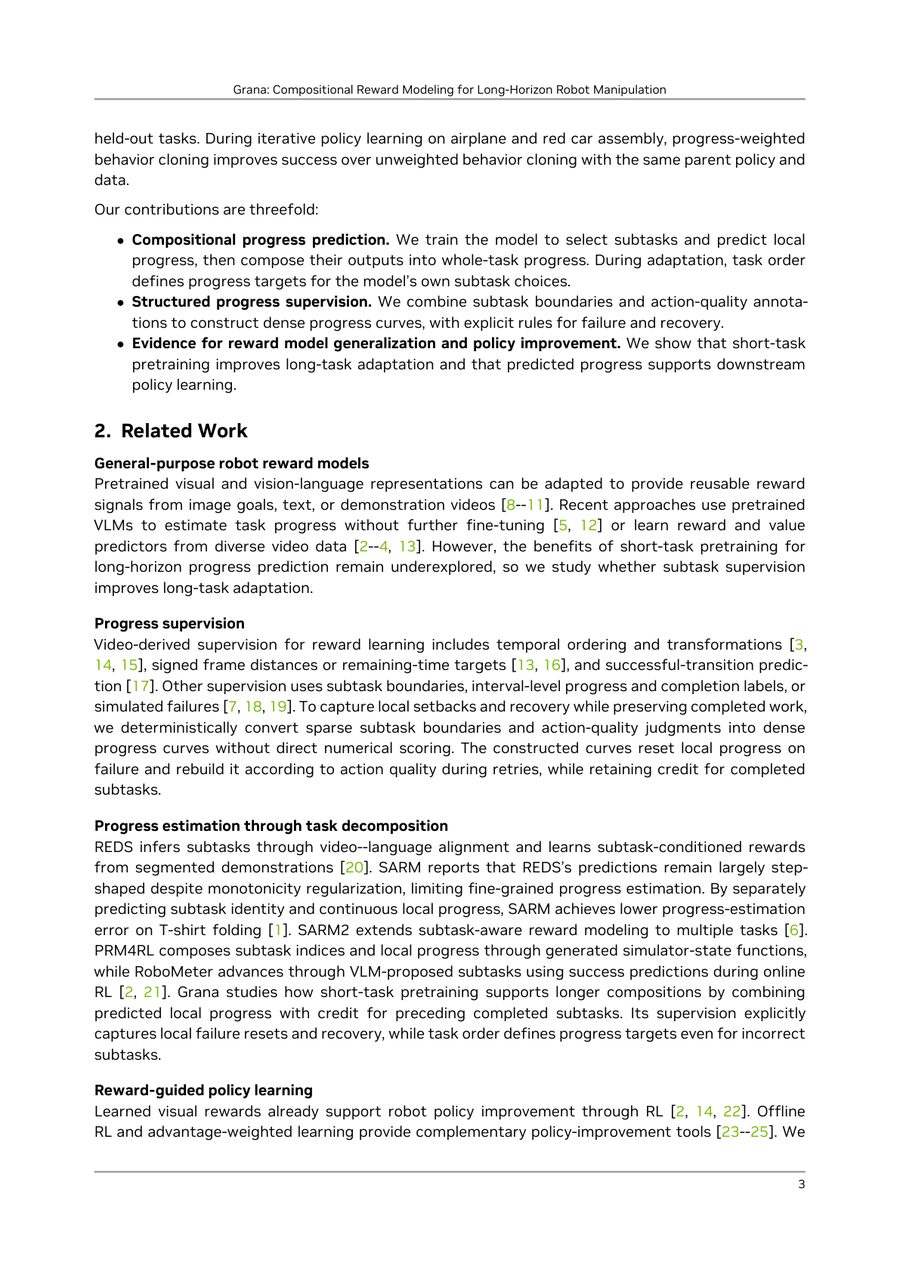 Grana: Compositional Reward Modeling for Long-Horizon Robot Manipulation
held-out tasks. During iterative policy learning on airplane and red car assembly, progress-weighted
behavior cloning improves success over unweighted behavior cloning with the same parent policy and
data.
Our contributions are threefold:
• Compositional progress prediction. We train the model to select subtasks and predict local
progress, then compose their outputs into whole-task progress. During adaptation, task order
defines progress targets for the model's own subtask choices.
• Structured progress supervision. We combine subtask boundaries and action-quality annota-
tions to construct dense progress curves, with explicit rules for failure and recovery.
• Evidence for reward model generalization and policy improvement. We show that short-task
pretraining improves long-task adaptation and that predicted progress supports downstream
policy learning.
2. Related Work
General-purpose robot reward models
Pretrained visual and vision-language representations can be adapted to provide reusable reward
signals from image goals, text, or demonstration videos [8--11]. Recent approaches use pretrained
VLMs to estimate task progress without further fine-tuning [5, 12] or learn reward and value
predictors from diverse video data [2--4, 13]. However, the benefits of short-task pretraining for
long-horizon progress prediction remain underexplored, so we study whether subtask supervision
improves long-task adaptation.
Progress supervision
Video-derived supervision for reward learning includes temporal ordering and transformations [3,
14, 15], signed frame distances or remaining-time targets [13, 16], and successful-transition predic-
tion [17]. Other supervision uses subtask boundaries, interval-level progress and completion labels, or
simulated failures [7, 18, 19]. To capture local setbacks and recovery while preserving completed work,
we deterministically convert sparse subtask boundaries and action-quality judgments into dense
progress curves without direct numerical scoring. The constructed curves reset local progress on
failure and rebuild it according to action quality during retries, while retaining credit for completed
subtasks.
Progress estimation through task decomposition
REDS infers subtasks through video--language alignment and learns subtask-conditioned rewards
from segmented demonstrations [20]. SARM reports that REDS's predictions remain largely step-
shaped despite monotonicity regularization, limiting fine-grained progress estimation. By separately
predicting subtask identity and continuous local progress, SARM achieves lower progress-estimation
error on T-shirt folding [1]. SARM2 extends subtask-aware reward modeling to multiple tasks [6].
PRM4RL composes subtask indices and local progress through generated simulator-state functions,
while RoboMeter advances through VLM-proposed subtasks using success predictions during online
RL [2, 21]. Grana studies how short-task pretraining supports longer compositions by combining
predicted local progress with credit for preceding completed subtasks. Its supervision explicitly
captures local failure resets and recovery, while task order defines progress targets even for incorrect
subtasks.
Reward-guided policy learning
Learned visual rewards already support robot policy improvement through RL [2, 14, 22]. Offline
RL and advantage-weighted learning provide complementary policy-improvement tools [23--25]. We
3